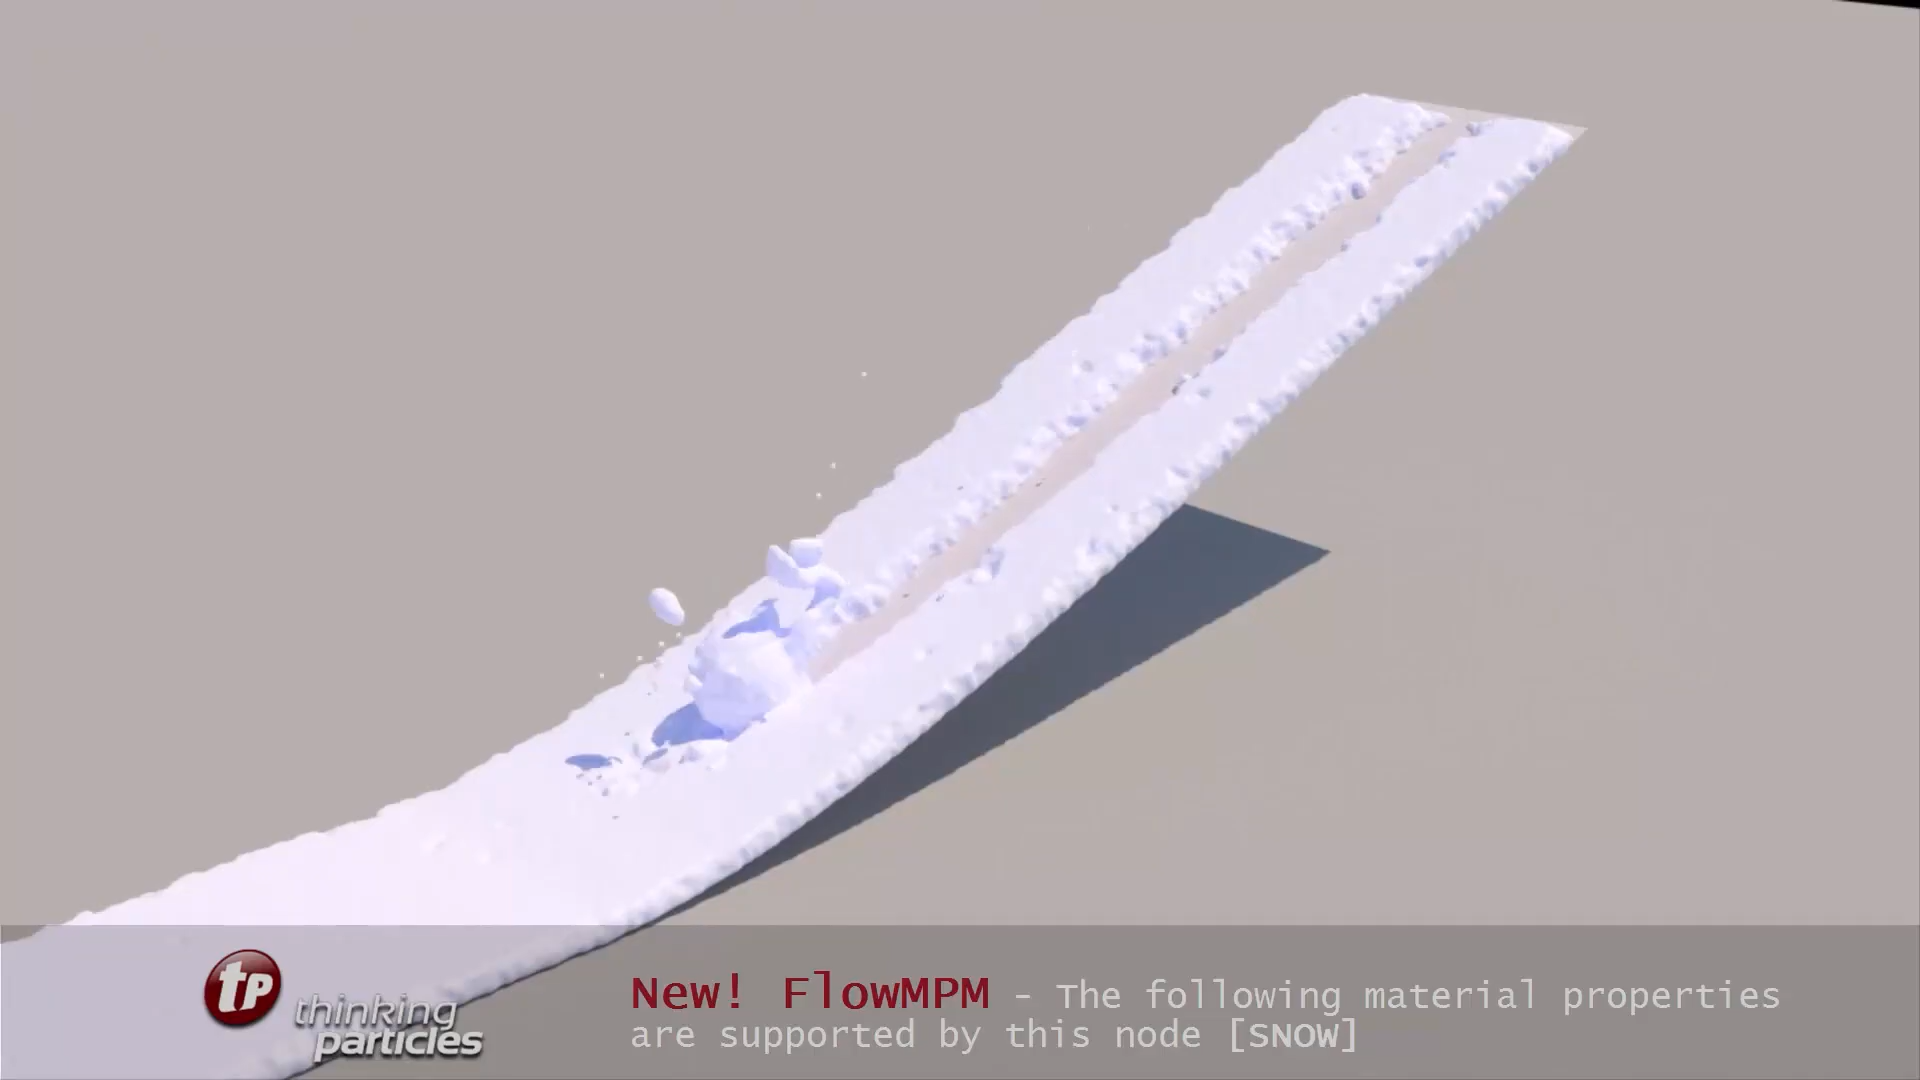 tp
thinking
particles
New! FlowMPM - The following material properties
are supported by this node [SNOW]